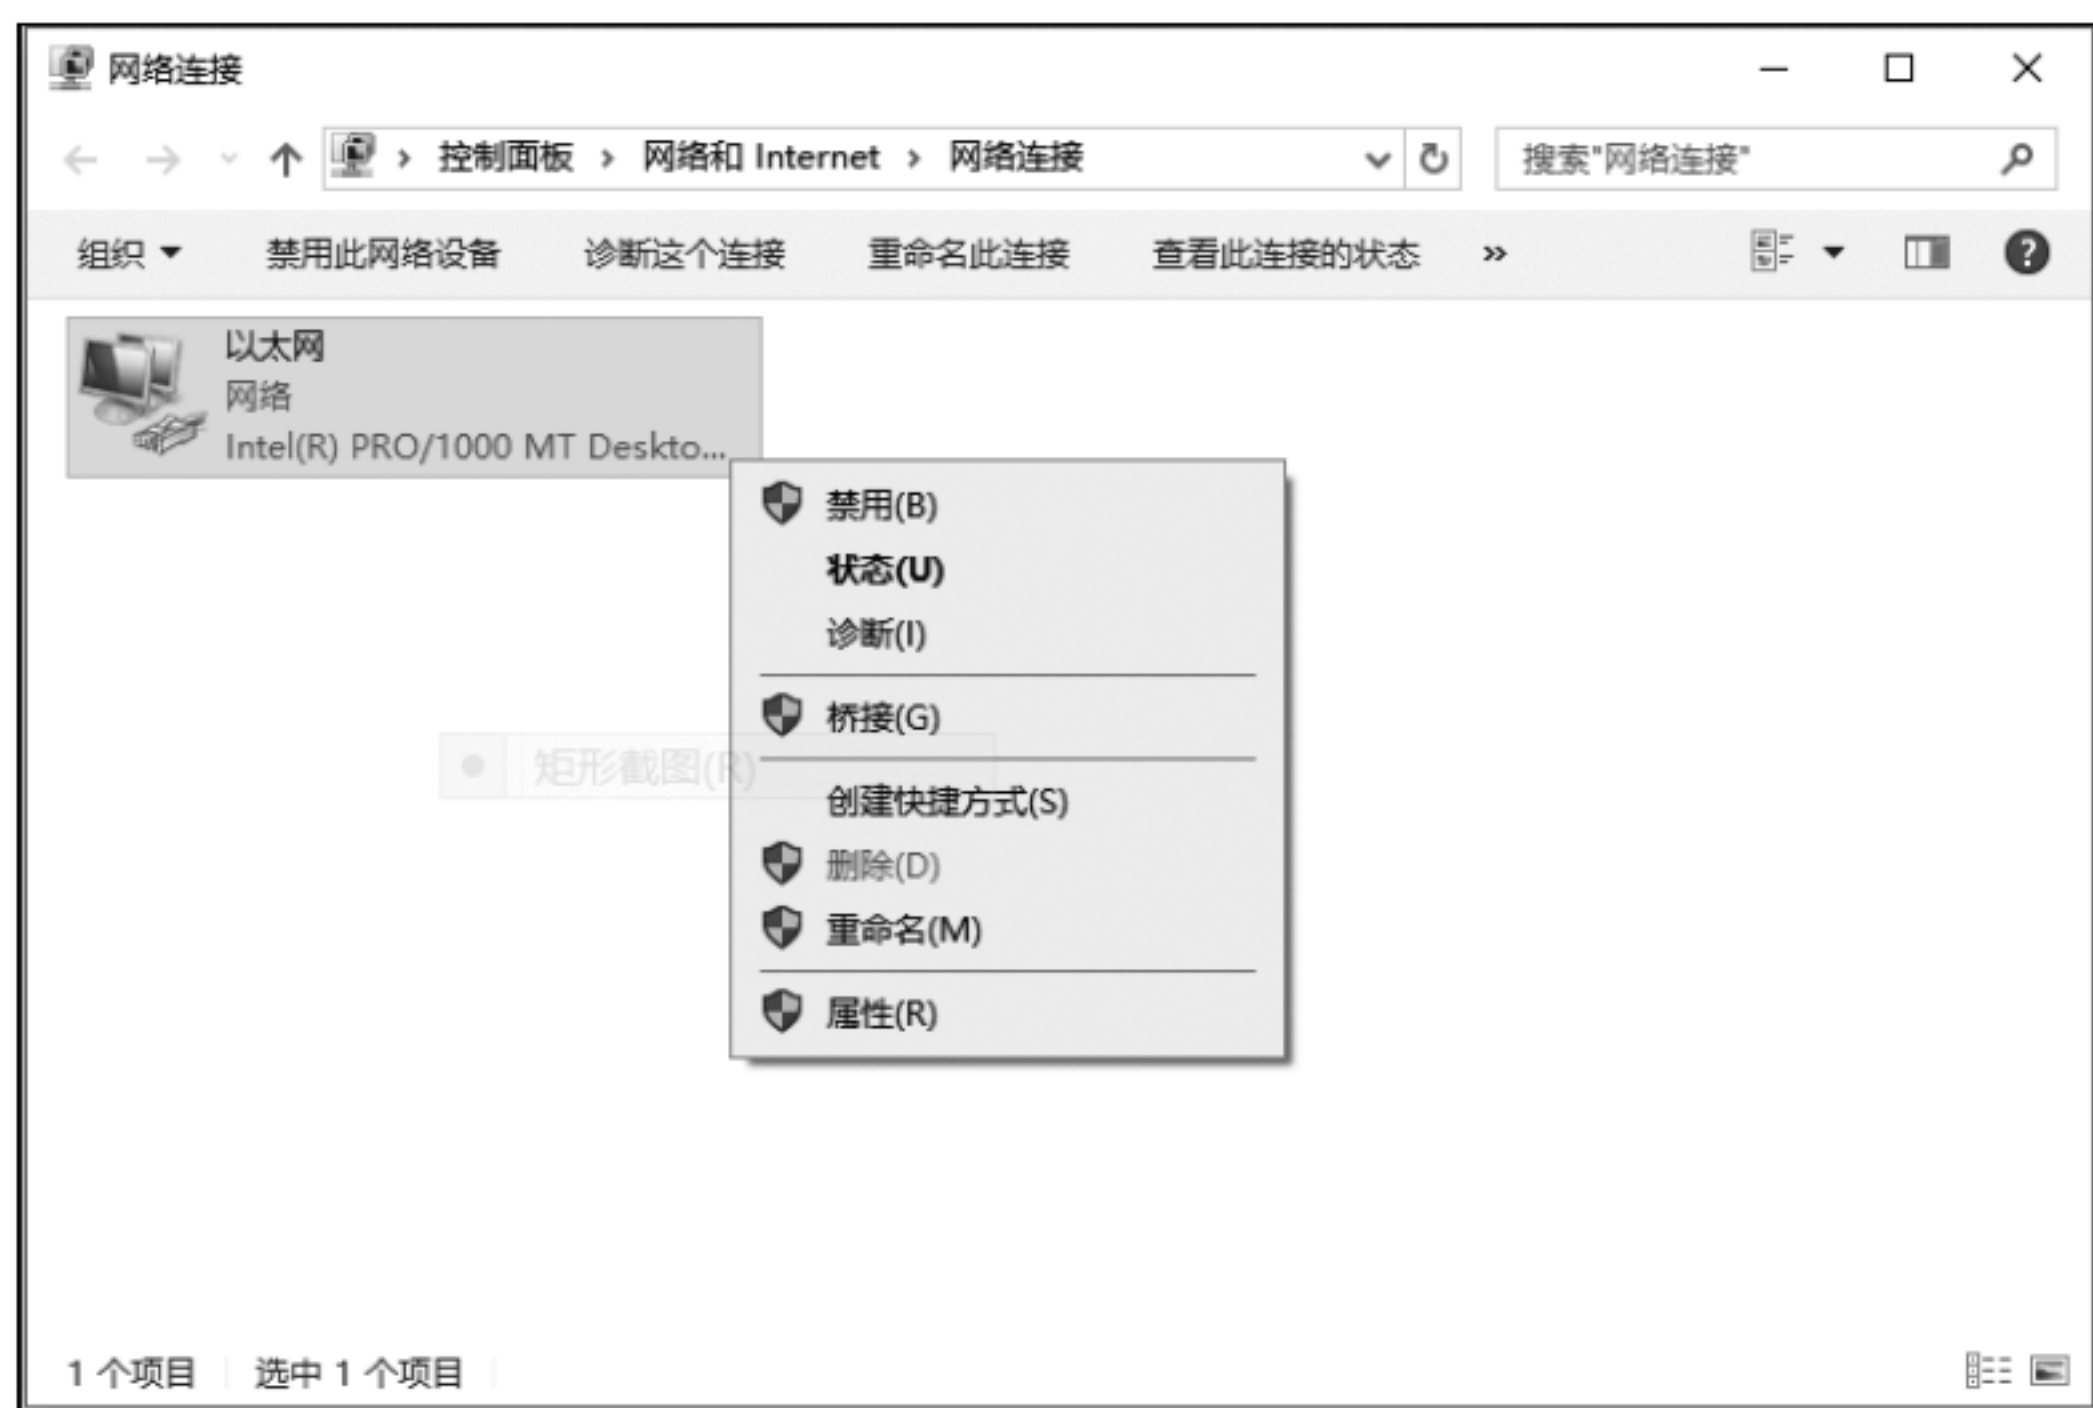 网络连接
控制面板 › 网络和 Internet › 网络连接
搜索"网络连接"
组织 禁用此网络设备 诊断这个连接 重命名此连接 查看此连接的状态 »
以太网
网络
Intel(R) PRO/1000 MT Deskto...
禁用(B)
状态(U)
诊断(I)
桥接(G)
矩形截图(R)
创建快捷方式(S)
删除(D)
重命名(M)
属性(R)
1 个项目 选中 1 个项目